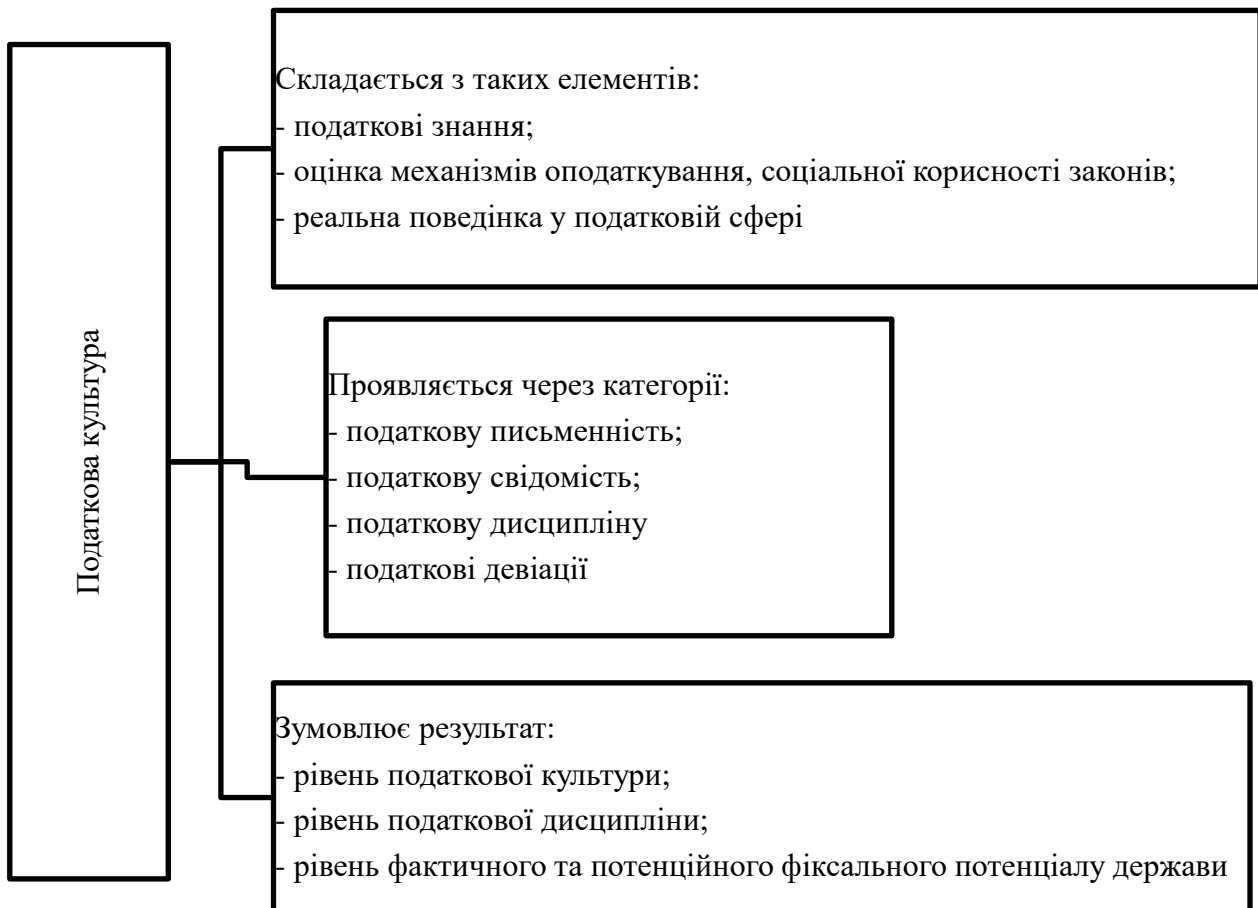 Податкова культура
Складається з таких елементів:
- податкові знання;
- оцінка механізмів оподаткування, соціальної корисності законів;
- реальна поведінка у податковій сфері
Проявляється через категорії:
- податкову письменність;
- податкову свідомість;
- податкову дисципліну
- податкові девіації
Зумовлює результат:
- рівень податкової культури;
- рівень податкової дисципліни;
- рівень фактичного та потенційного фіксального потенціалу держави